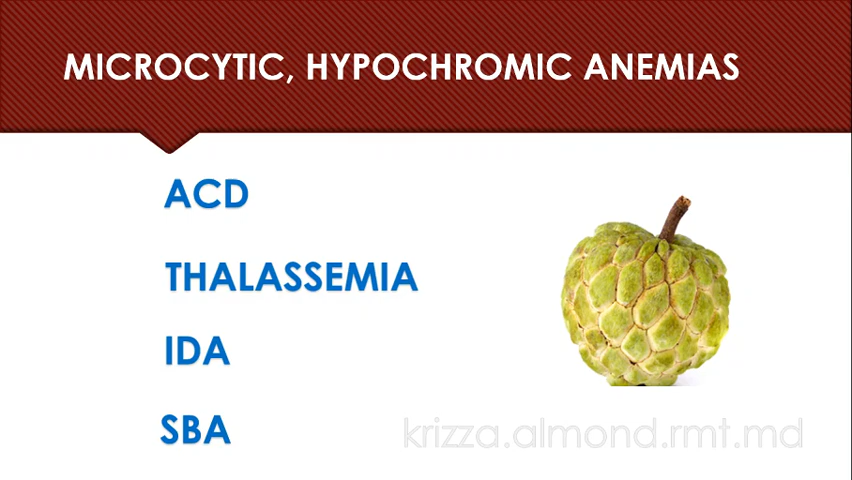 MICROCYTIC, HYPOCHROMIC ANEMIAS
ACD
THALASSEMIA
IDA
SBA
krizza.almond.rmt.md